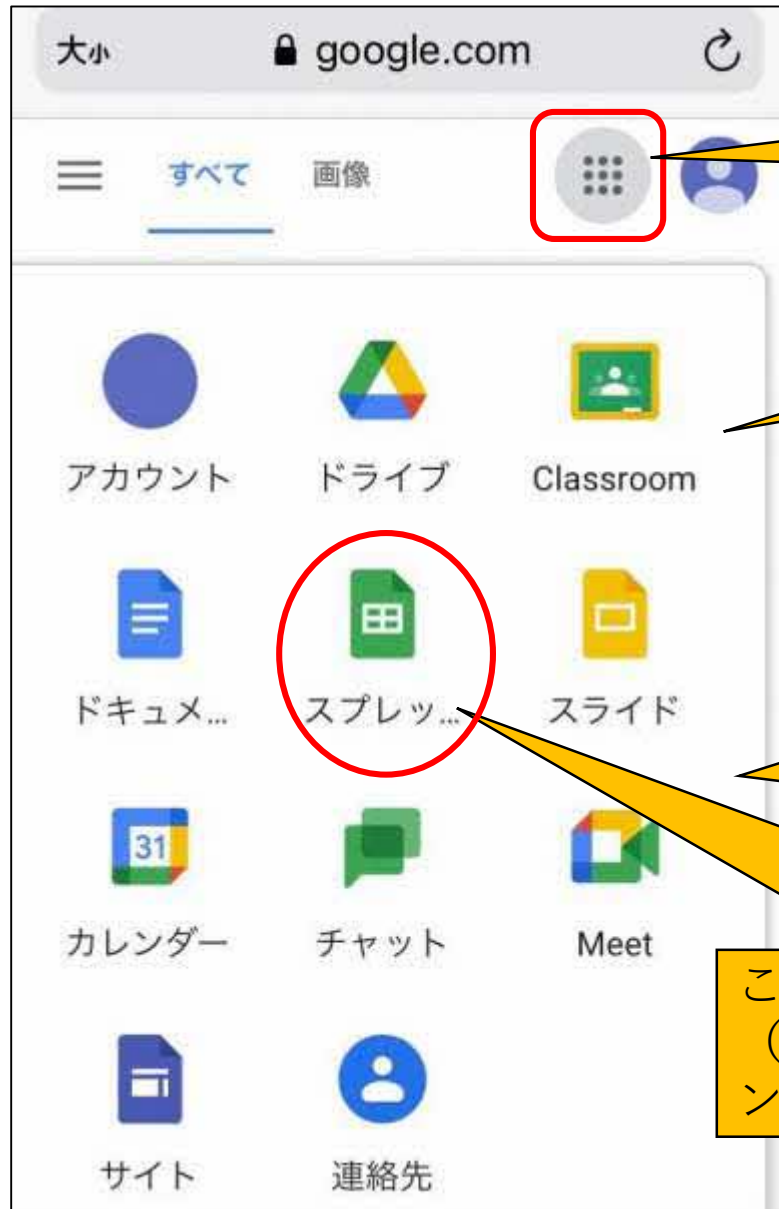 大小 google.com
すべて 画像
アカウント ドライブ Classroom
ドキュメ... スプレッ... スライド
31
カレンダー チャット Meet
サイト 連絡先
こ
（
ン